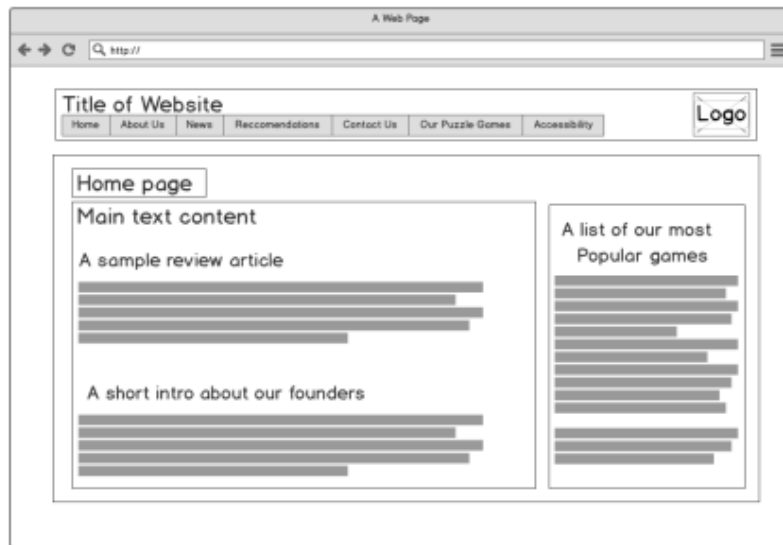 A Web Page
http://
Title of Website
Logo
Home About Us News Reccomendations Contact Us Our Puzzle Games Accessibility
Home page
Main text content
A sample review article
A short intro about our founders
A list of our most
Popular games